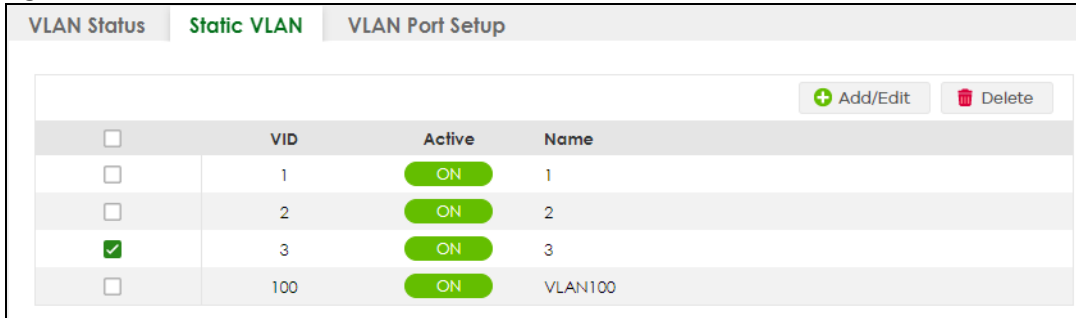 VLAN Status Static VLAN VLAN Port Setup
Add/Edit Delete
VID Active Name
1 ON 1
2 ON 2
3 ON 3
100 ON VLAN100